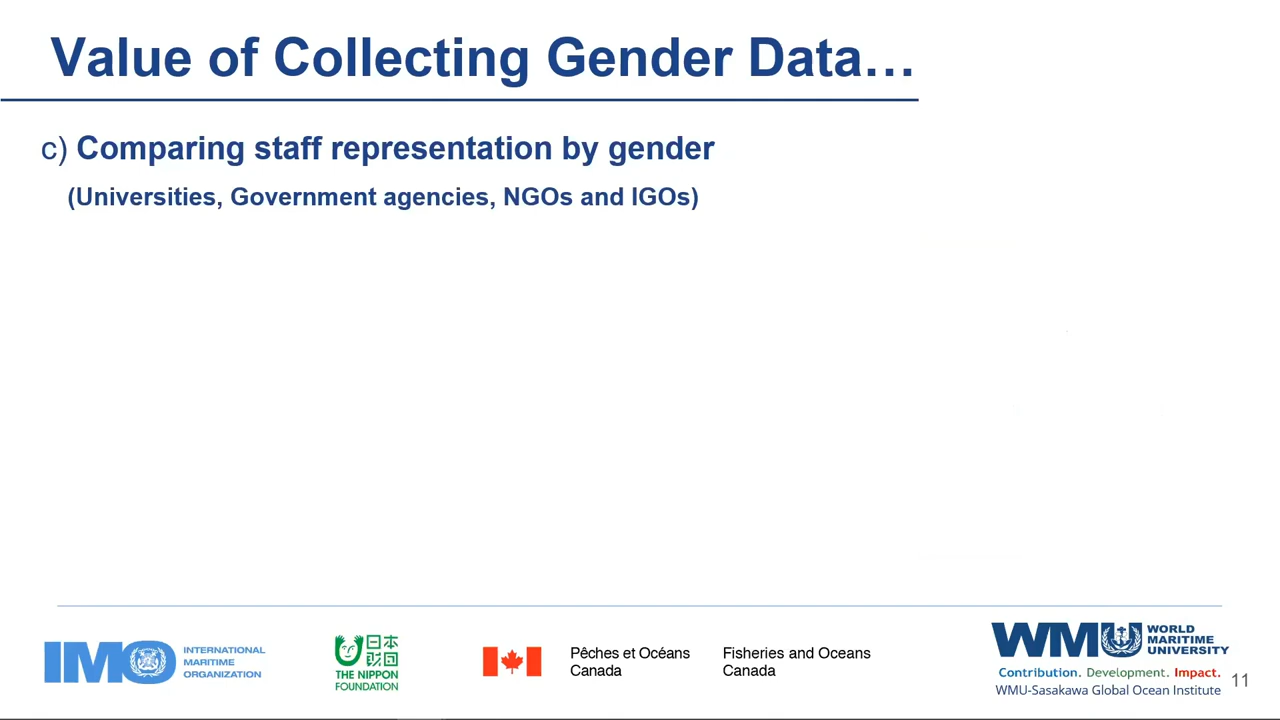 Value of Collecting Gender Data…
c) Comparing staff representation by gender
(Universities, Government agencies, NGOs and IGOs)
IMO
INTERNATIONAL
MARITIME
ORGANIZATION
日本
財団
THE NIPPON
FOUNDATION
Pêches et Océans
Canada
Fisheries and Oceans
Canada
WMU
WORLD
MARITIME
UNIVERSITY
Contribution. Development. Impact.
WMU-Sasakawa Global Ocean Institute
11